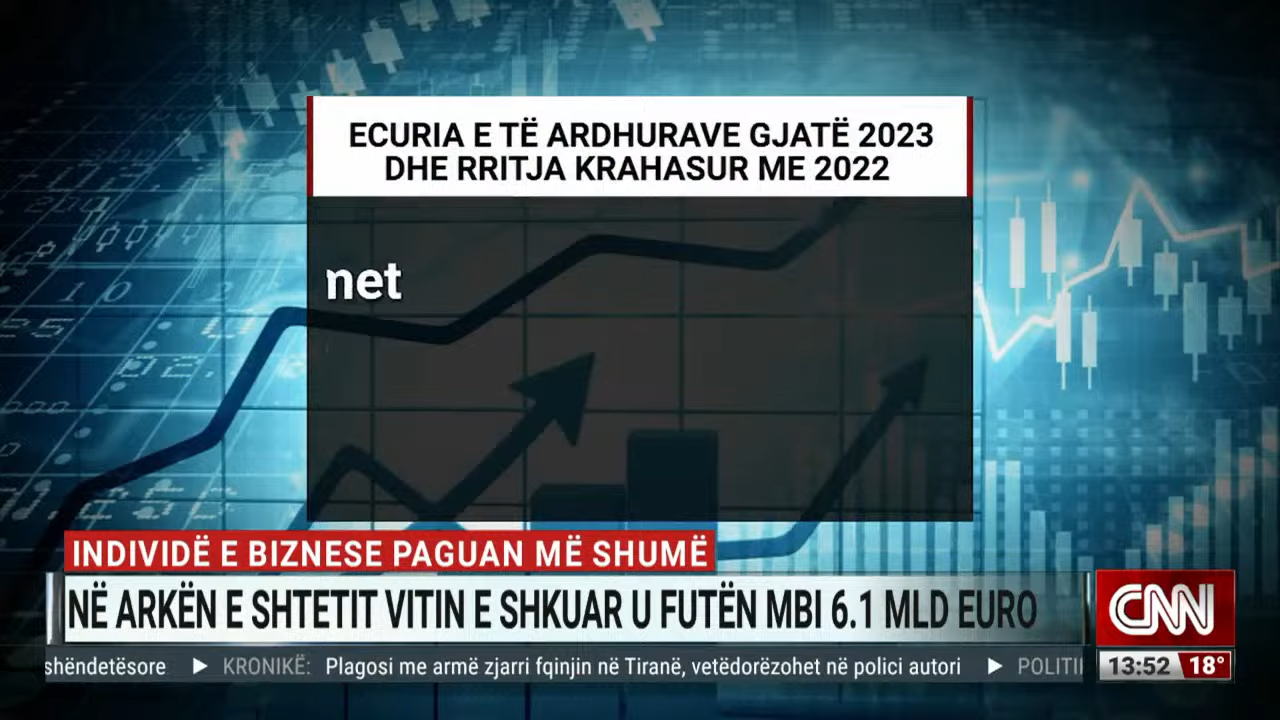 ECURIA E TË ARDHURAVE GJATË 2023
DHE RRITJA KRAHASUR ME 2022
net
INDIVIDË E BIZNESE PAGUAN MË SHUMË
NË ARKËN E SHTETIT VITIN E SHKUAR U FUTËN MBI 6.1 MLD EURO
CNN
shëndetësore ▶ KRONIKË: Plagosi me armë zjarri fqinjin në Tiranë, vetëdorëzohet në polici autori ▶ POLITI
13:52 18°